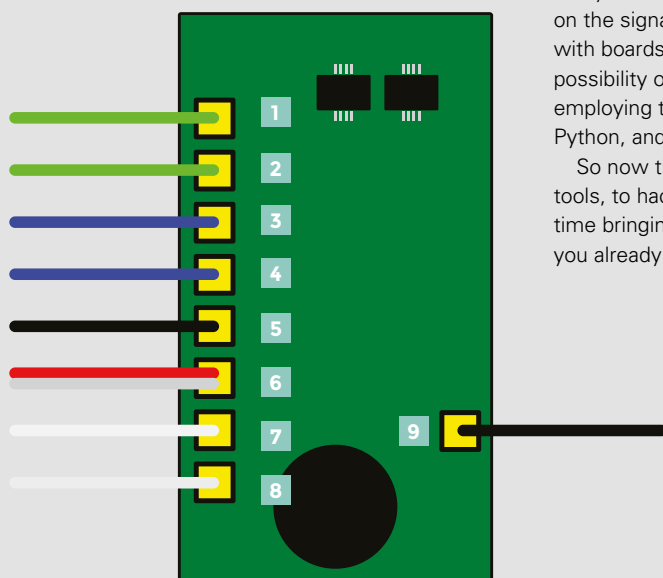 on the signa
with boards
possibility o
employing t
Python, and
So now t
tools, to hac
time bringin
you already
1
2
3
4
5
6
7
8
9